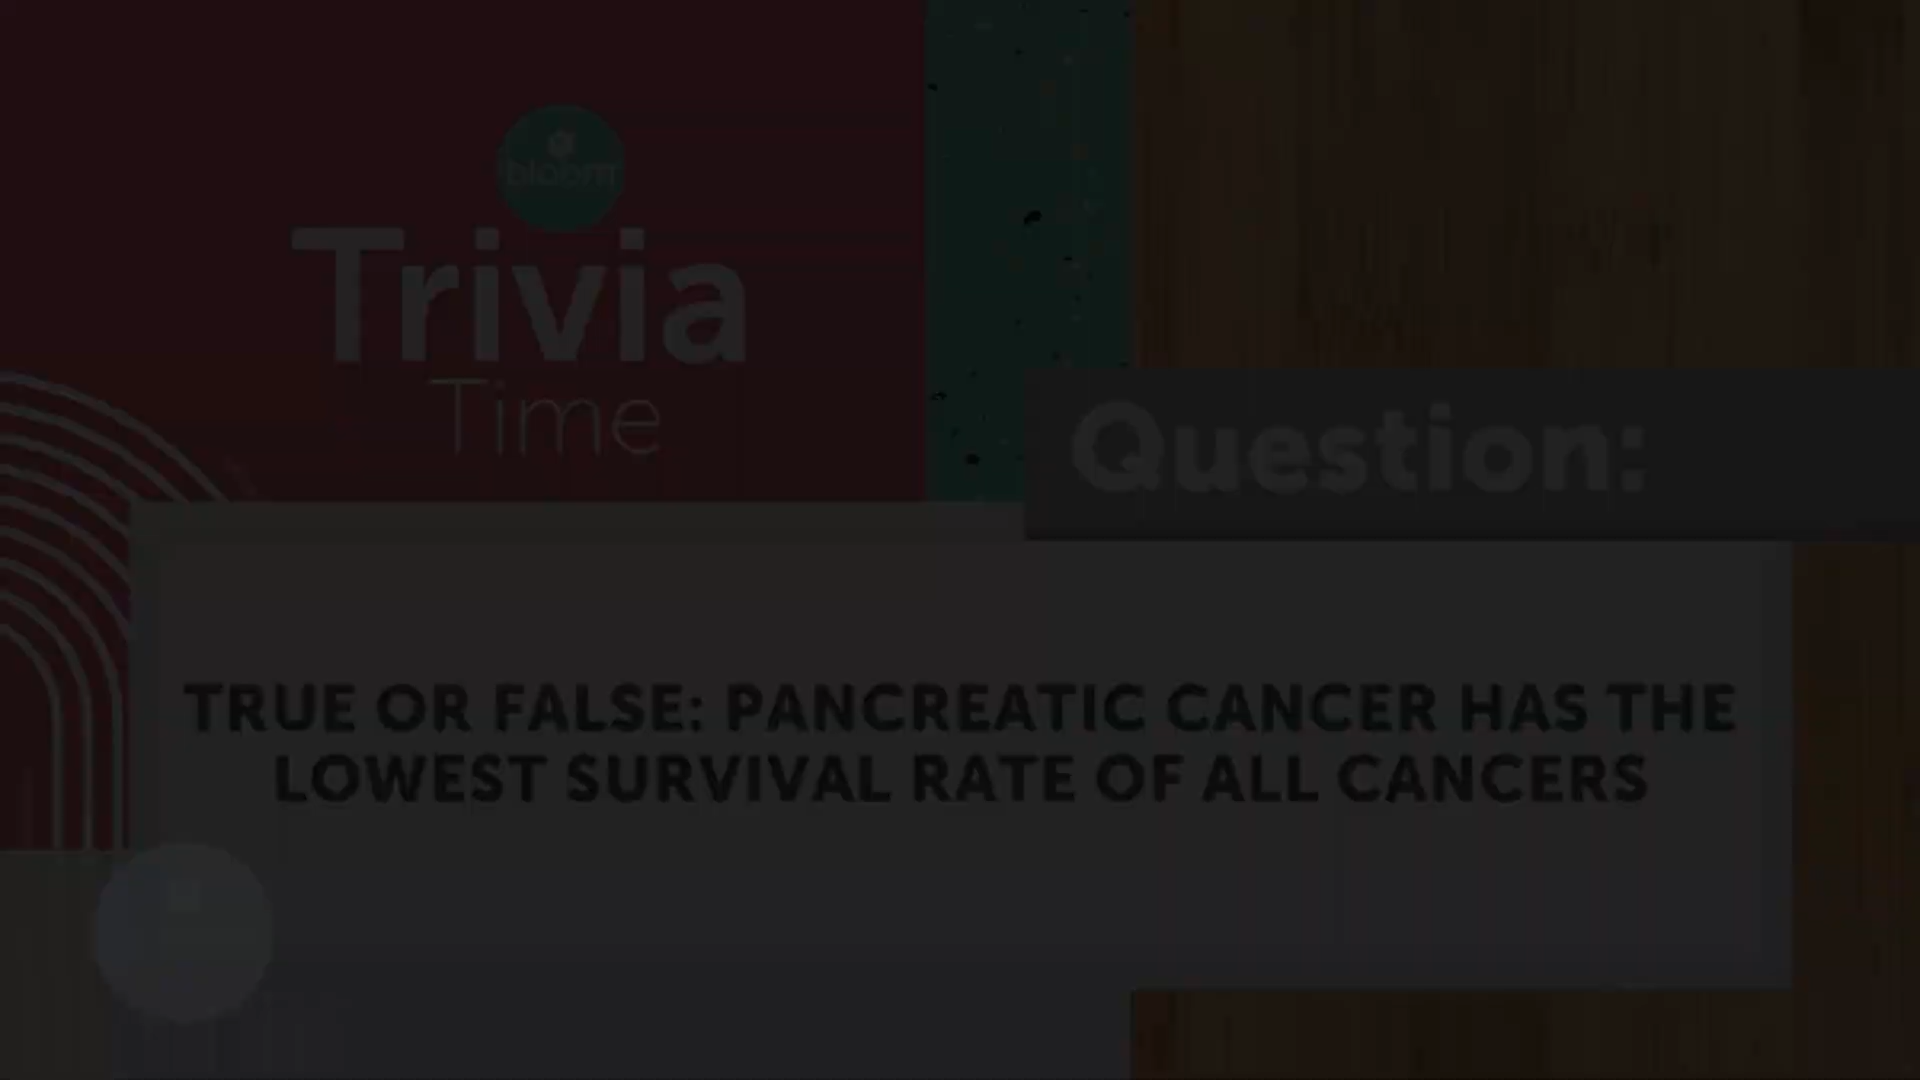 bloom
Trivia
Time
Question:
TRUE OR FALSE: PANCREATIC CANCER HAS THE
LOWEST SURVIVAL RATE OF ALL CANCERS